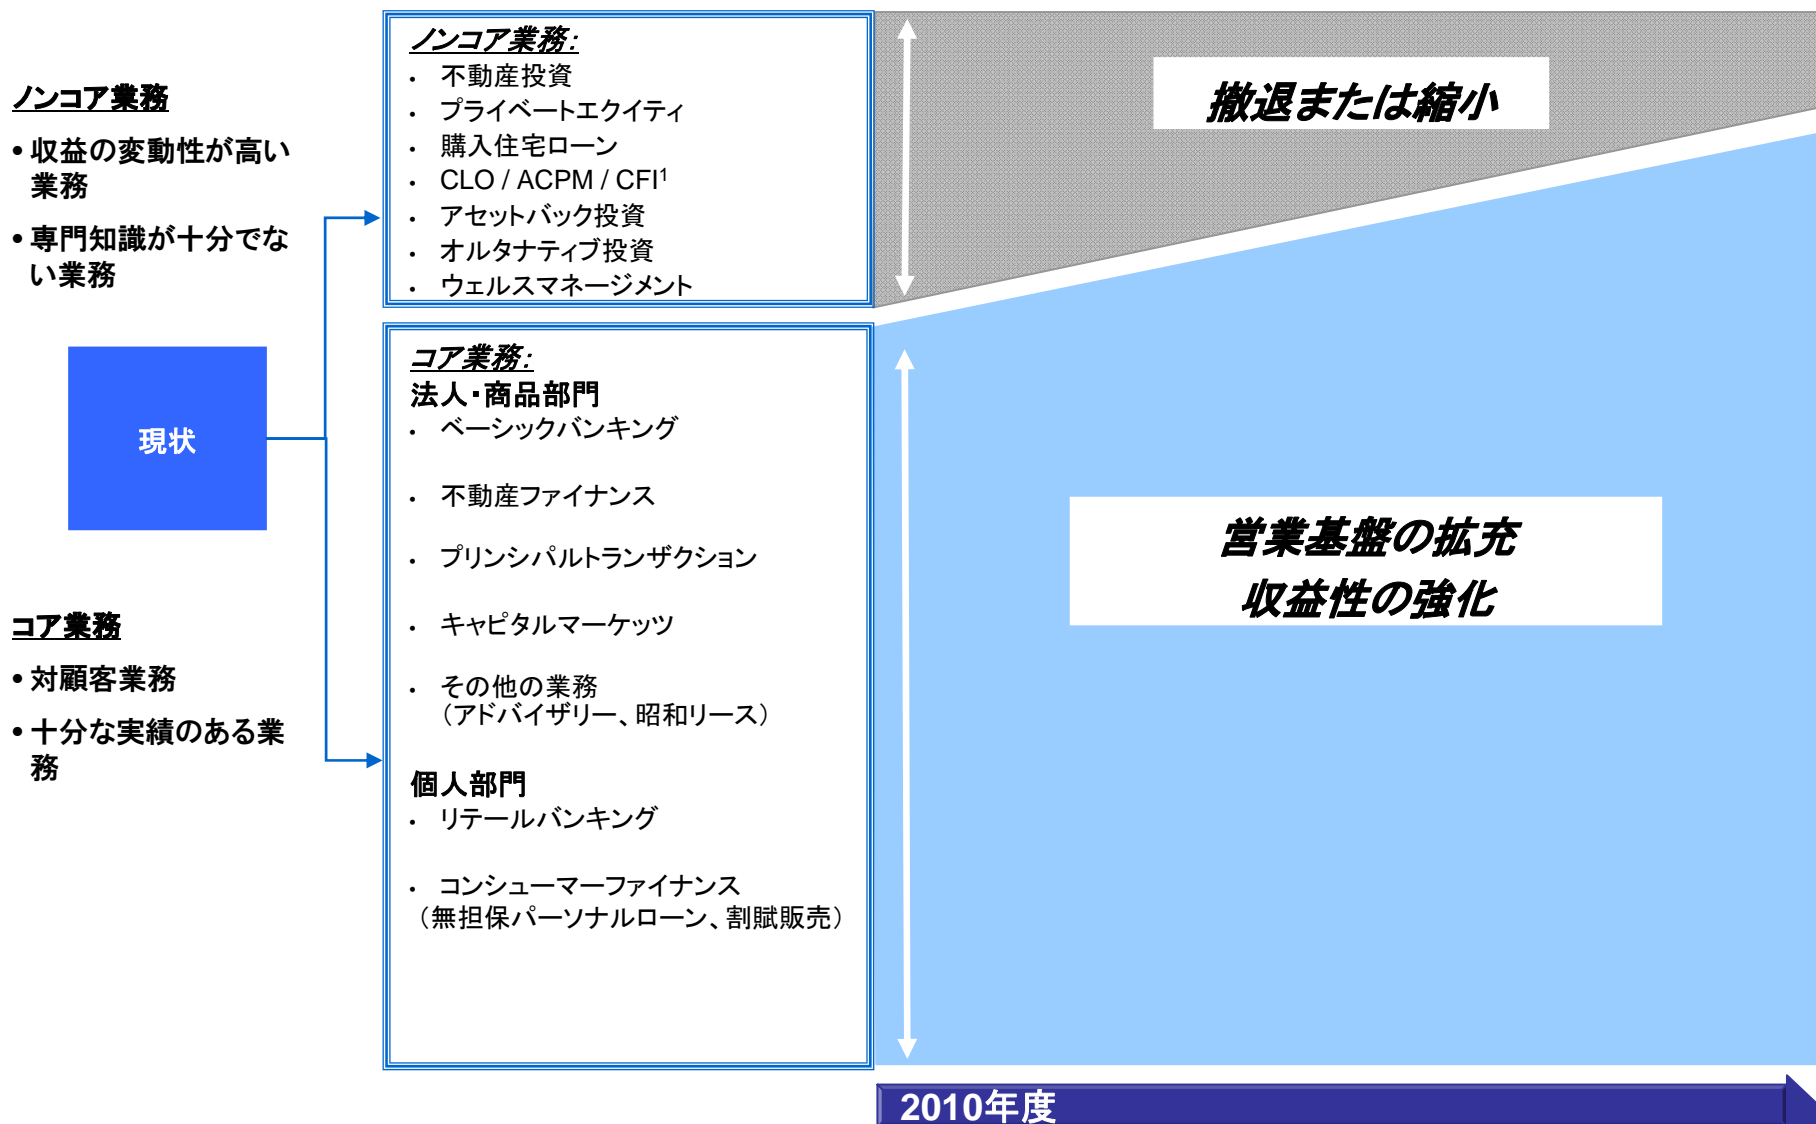 ノンコア業務
• 収益の変動性が高い
業務
• 専門知識が十分でな
い業務
現状
コア業務
• 対顧客業務
• 十分な実績のある業
務
ノンコア業務:
・ 不動産投資
・ プライベートエクイティ
・ 購入住宅ローン
・ CLO / ACPM / CFI¹
・ アセットバック投資
・ オルタナティブ投資
・ ウェルスマネージメント
コア業務:
法人・商品部門
・ ベーシックバンキング
・ 不動産ファイナンス
・ プリンシパルトランザクション
・ キャピタルマーケッツ
・ その他の業務
（アドバイザリー、昭和リース）
個人部門
・ リテールバンキング
・ コンシューマーファイナンス
（無担保パーソナルローン、割賦販売）
撤退または縮小
営業基盤の拡充
収益性の強化
2010年度